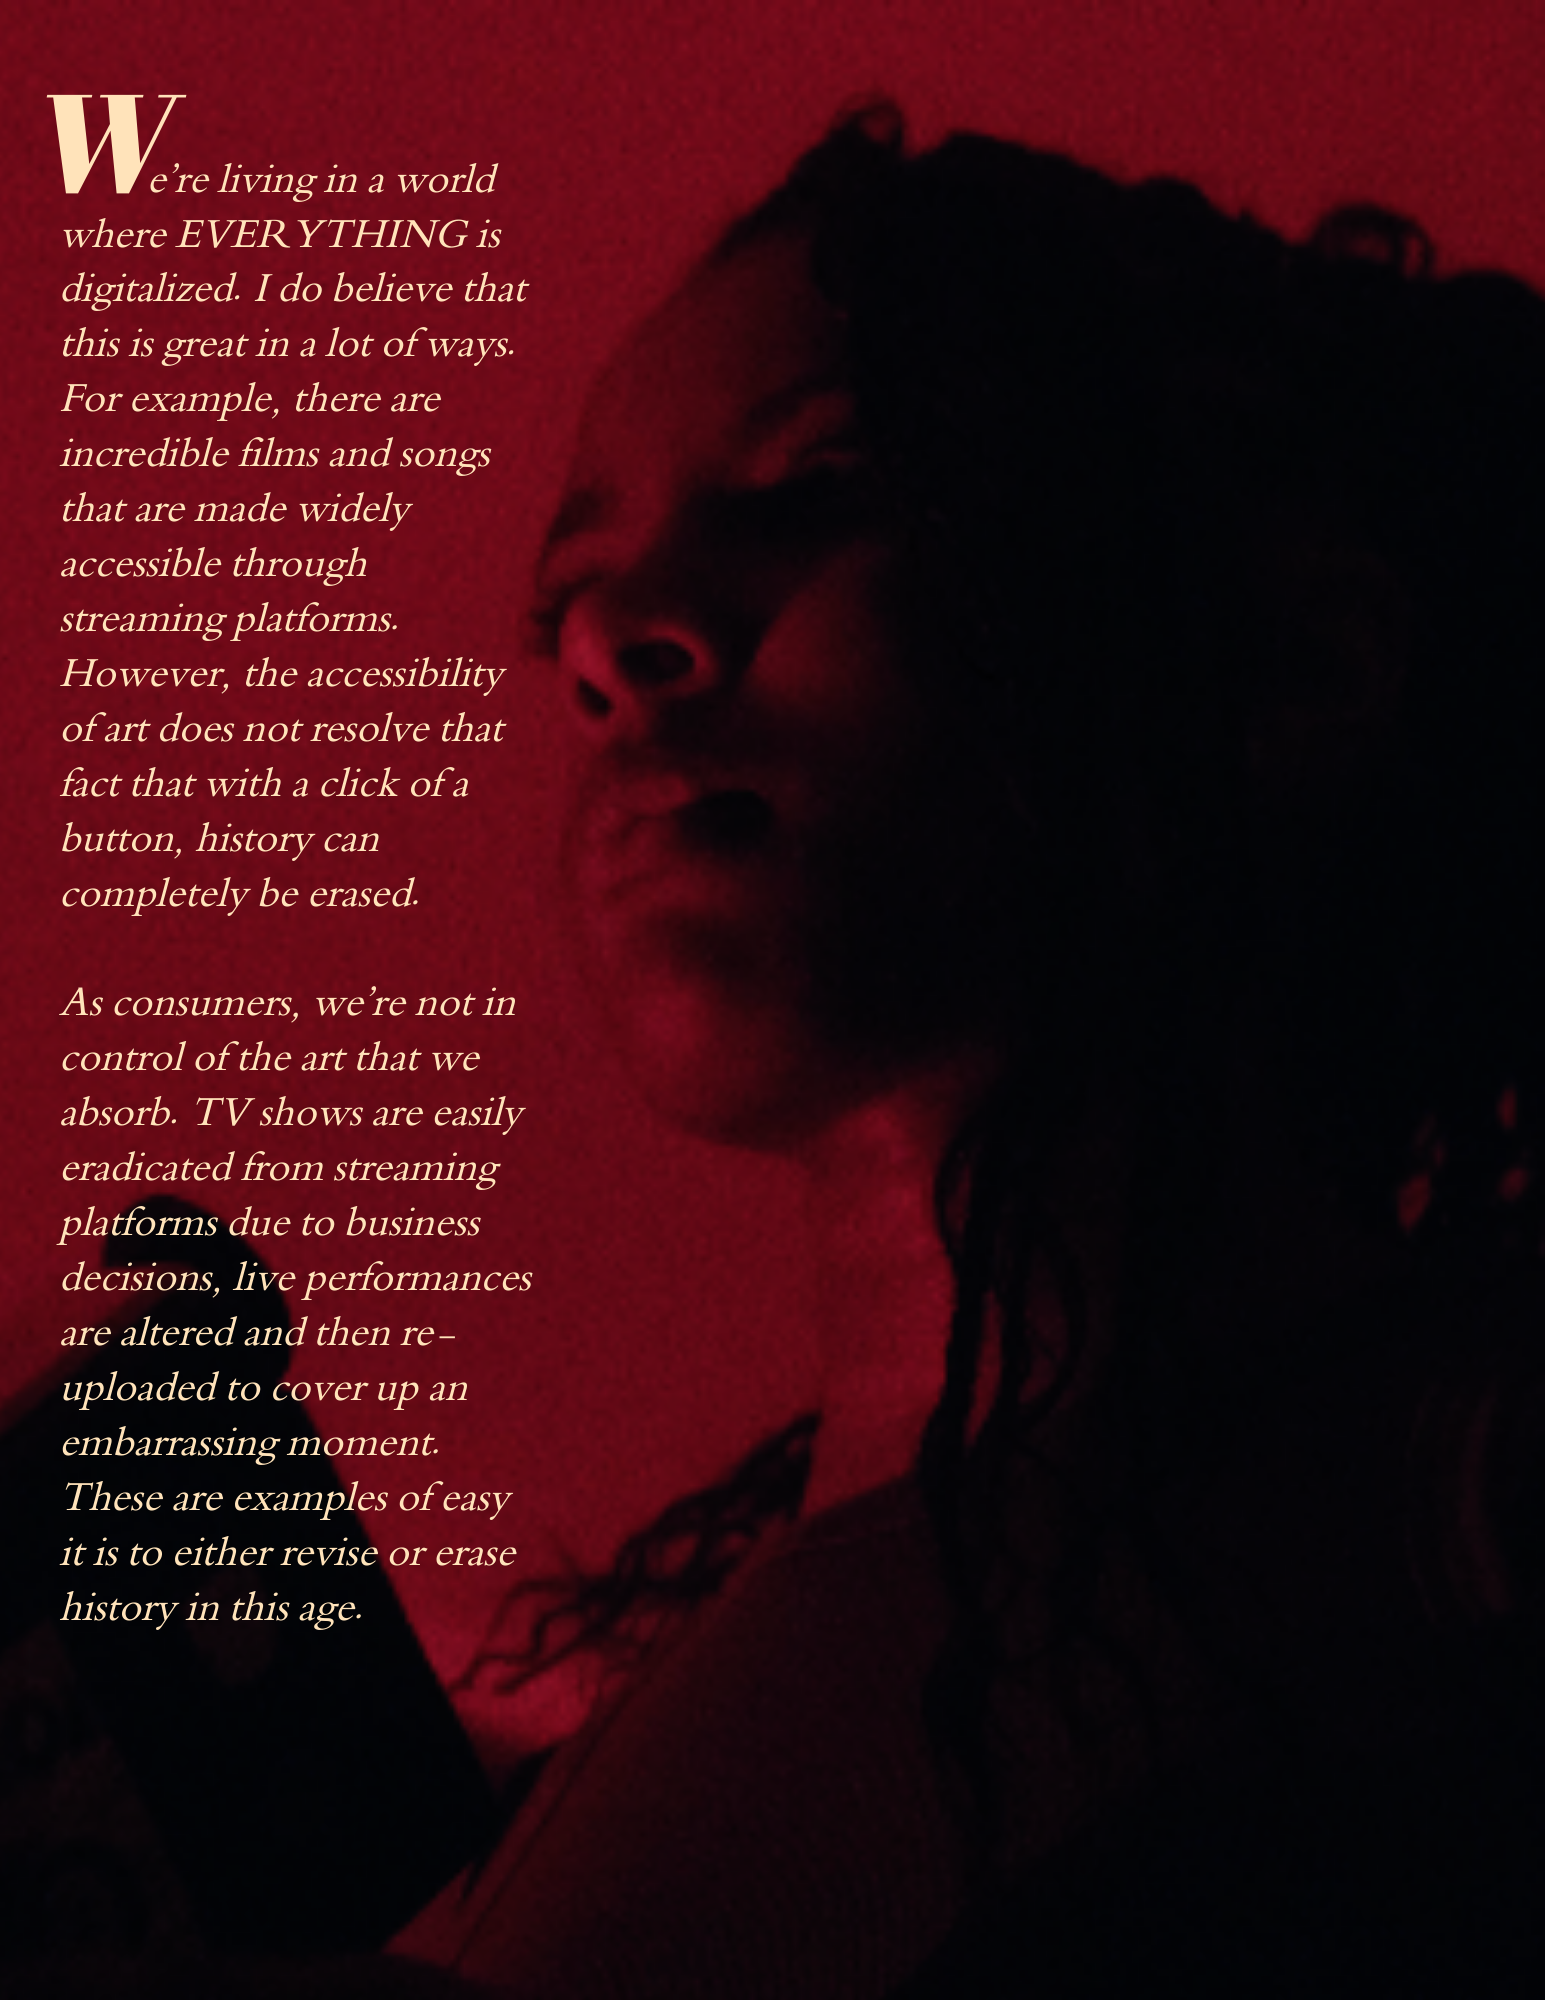 We’re living in a world
where EVERYTHING is
digitalized. I do believe that
this is great in a lot of ways.
For example, there are
incredible films and songs
that are made widely
accessible through
streaming platforms.
However, the accessibility
of art does not resolve that
fact that with a click of a
button, history can
completely be erased.
As consumers, we’re not in
control of the art that we
absorb. TV shows are easily
eradicated from streaming
platforms due to business
decisions, live performances
are altered and then re-
uploaded to cover up an
embarrassing moment.
These are examples of easy
it is to either revise or erase
history in this age.